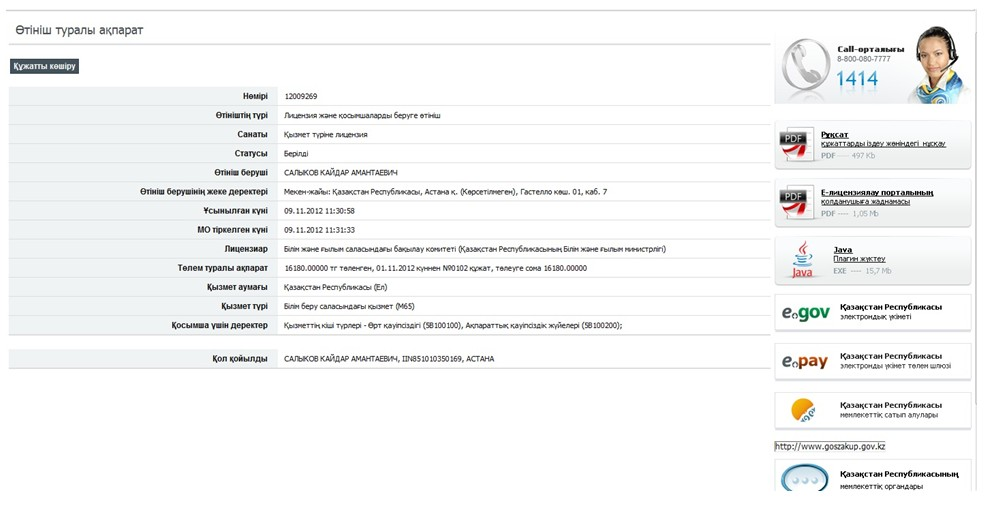 Өтініш туралы ақпарат
Құжатты көшіру
Нөмірі 12009269
Өтініштің түрі Лицензия және қосымшаларды беруге өтініш
Санаты Қызмет түріне лицензия
Статусы Берілді
Өтініш беруші САЛЫКОВ КАЙДАР АМАНТАЕВИЧ
Өтініш берушінің жеке деректері Мекен-жайы: Қазақстан Республикасы, Астана қ. (Көрсетілмеген), Гастелло көш. 01, каб. 7
Ұсынылған күні 09.11.2012 11:30:58
МО тіркелген күні 09.11.2012 11:31:33
Лицензиар Білім және ғылым саласындағы бақылау комитеті (Қазақстан Республикасының Білім және ғылым министрлігі)
Төлем туралы ақпарат 16180.00000 тг төленген, 01.11.2012 күннен N90102 құжат, төлеуге сома 16180.00000
Қызмет аумағы Қазақстан Республикасы (Ел)
Қызмет түрі Білім беру саласындағы қызмет (M65)
Қосымша үшін деректер Қызметтің кіші түрлері - Өрт қауіпсіздігі (5B100100), Ақпараттық қауіпсіздік жүйелері (5B100200);
Қол қойылды САЛЫКОВ КАЙДАР АМАНТАЕВИЧ, IIN851010350169, АСТАНА
Call-орталығы
8-800-080-7777
1414
PDF
Рұқсат
құжаттарды іздеу жөніндегі нұсқау
PDF — 497 Kb
PDF
Е-лицензиялау порталының
қолданушыға жаднамасы
PDF — 1,05 Mb
Java
Java
Плагин жүктеу
EXE — 15,7 Mb
e.gov
Қазақстан Республикасы
электрондық үкіметі
e.pay
Қазақстан Республикасы
электронды үкімет төлем шлюзі
Қазақстан Республикасы
мемлекеттік сатып алулары
http://www.goszakup.gov.kz
Қазақстан Республикасының
мемлекеттік органдары